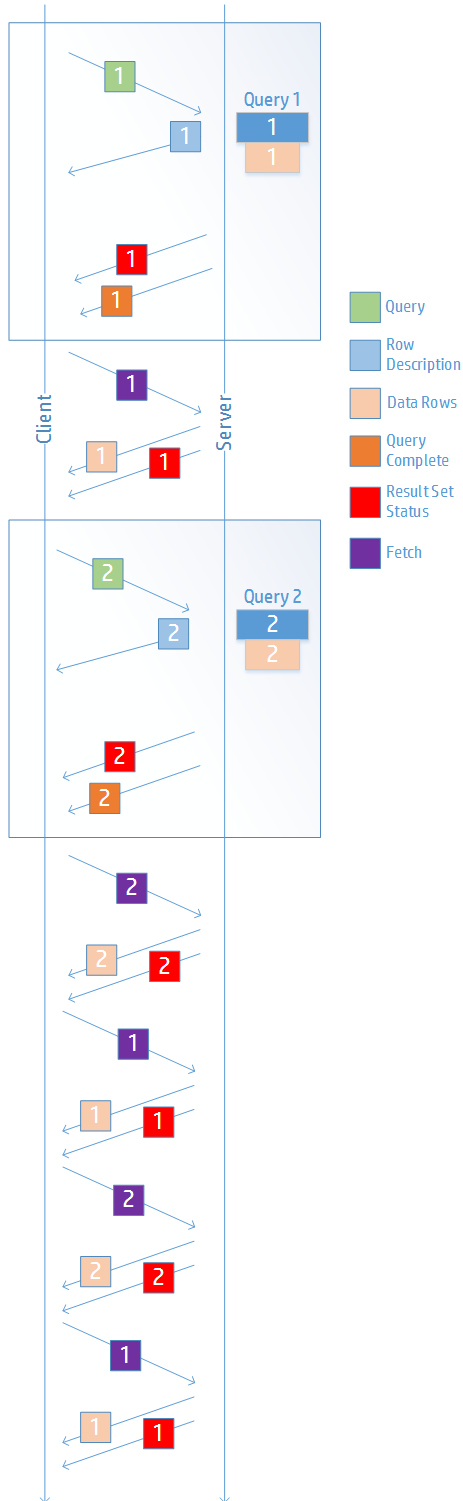 1
Query 1
1
1
1
1
1
Query
Row
Description
1
Client
Server
Data Rows
Query
Complete
1
1
Result Set
Status
Fetch
2
Query 2
2
2
2
2
2
2
2
2
1
1
1
2
2
2
1
1
1